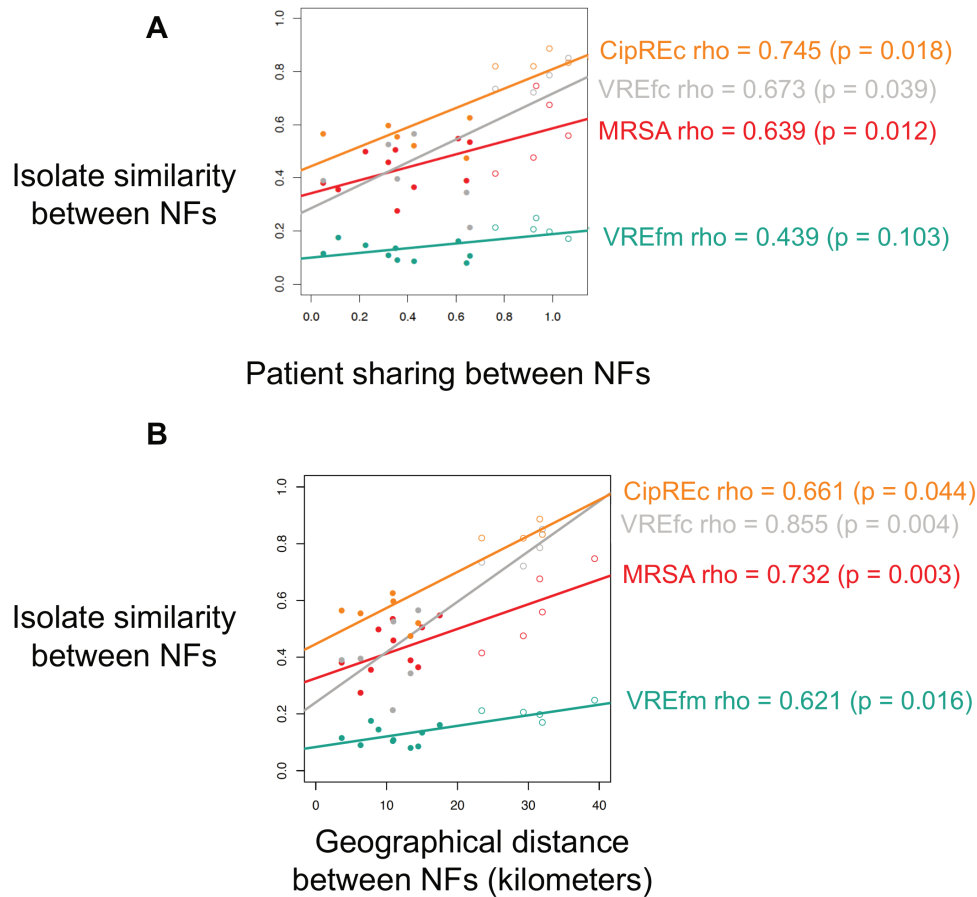 A
1.0
0.8
0.6
0.4
0.2
0.0
Isolate similarity
between NFs
CipREc rho = 0.745 (p = 0.018)
VREfc rho = 0.673 (p = 0.039)
MRSA rho = 0.639 (p = 0.012)
VREfm rho = 0.439 (p = 0.103)
0.0 0.2 0.4 0.6 0.8 1.0
Patient sharing between NFs
B
1.0
0.8
0.6
0.4
0.2
0.0
Isolate similarity
between NFs
CipREc rho = 0.661 (p = 0.044)
VREfc rho = 0.855 (p = 0.004)
MRSA rho = 0.732 (p = 0.003)
VREfm rho = 0.621 (p = 0.016)
0 10 20 30 40
Geographical distance
between NFs (kilometers)